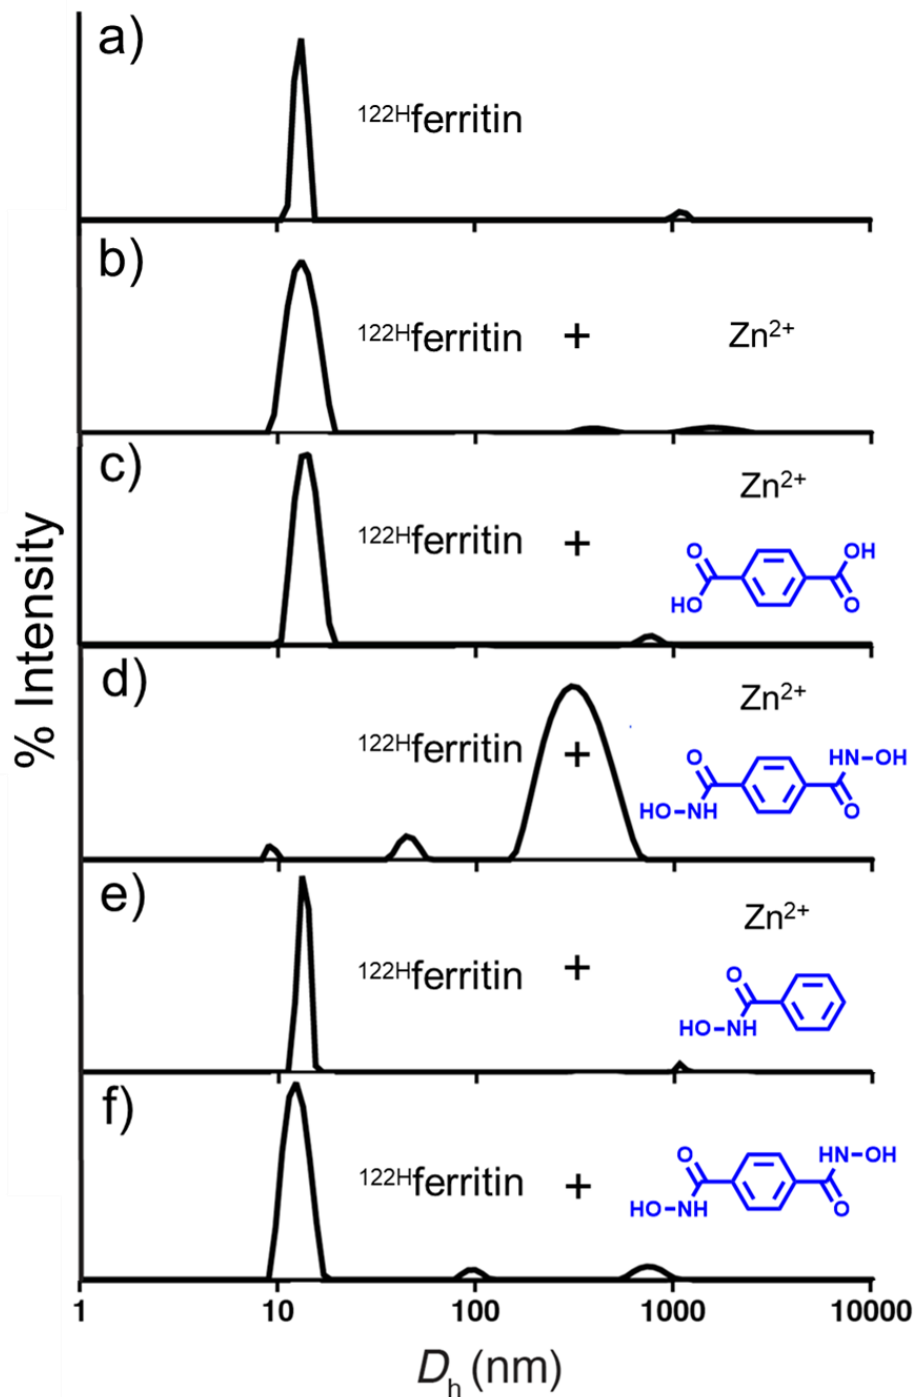 % Intensity
a)
¹²²ᴴferritin
b)
¹²²ᴴferritin + Zn²⁺
c)
Zn²⁺
¹²²ᴴferritin +
O OH
HO O
d)
Zn²⁺
¹²²ᴴferritin +
O HN–OH
HO–NH O
e)
Zn²⁺
¹²²ᴴferritin +
O
HO–NH
f)
¹²²ᴴferritin +
O HN–OH
HO–NH O
1 10 100 1000 10000
Dₕ (nm)